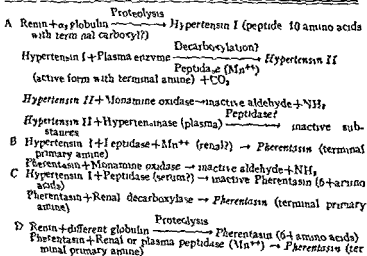 Proteolysis
A Renin+α₂ globulin → Hypertensin I (peptide 10 amino acids
with terminal carboxyl?)
Decarboxylation?
Hypertensin I+Plasma enzyme → Hypertensin II
Peptidase (Mn++)
(active form with terminal amine) +CO₂
Hypertensin II+Monamine oxidase→inactive aldehyde+NH₃
Peptidase?
Hypertensin II+Hypertensinase (plasma) → inactive sub-
stances
B Hypertensin I+Peptidase+Mn++ (renal?) → Pherentasin (terminal
primary amine)
Pherentasin+Monamine oxidase → inactive aldehyde+NH₃
C Hypertensin I+Peptidase (serum?) → inactive Pherentasin (6+amino
acids)
Pherentasin+Renal decarboxylase → Pherentasin (terminal primary
amine)
Proteolysis
D Renin+different globulin → Pherentasin (6+ amino acids)
Pherentasin+Renal or plasma peptidase (Mn++) → Pherentasin (ter
minal primary amine)